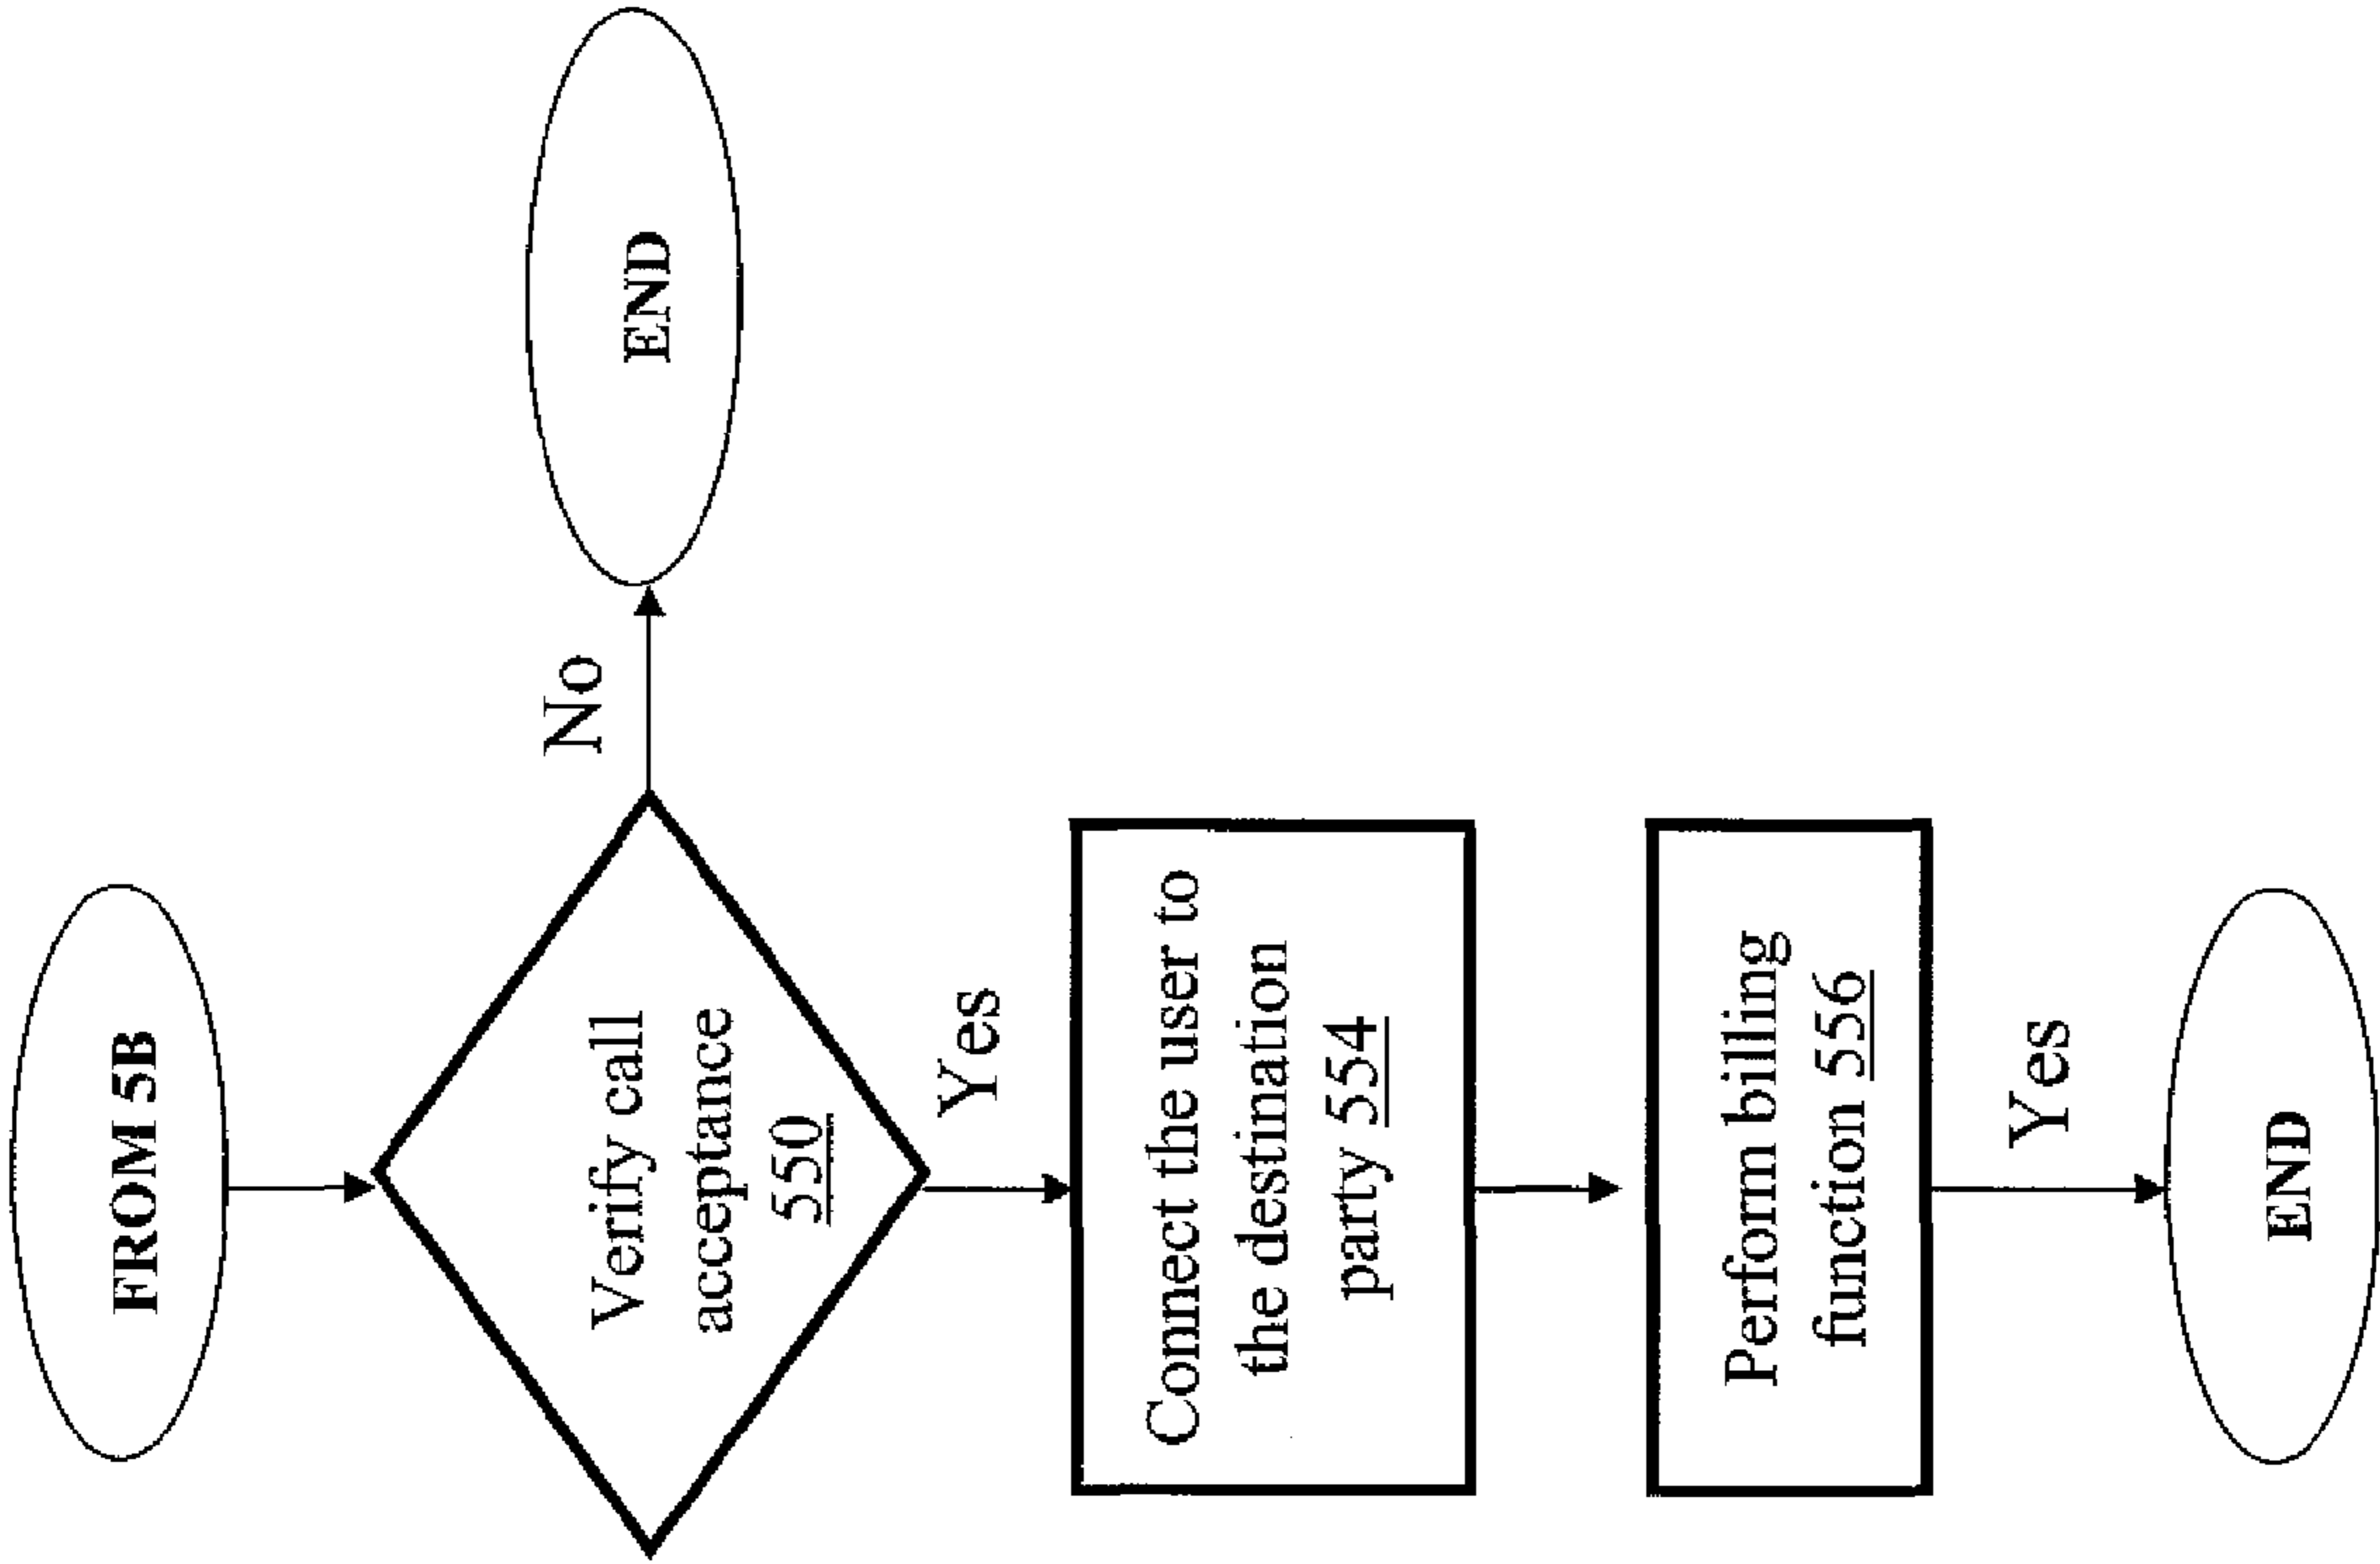 FROM 5B
Verify call
acceptance
550
No
END
Yes
Connect the user to
the destination
party 554
Perform billing
function 556
Yes
END